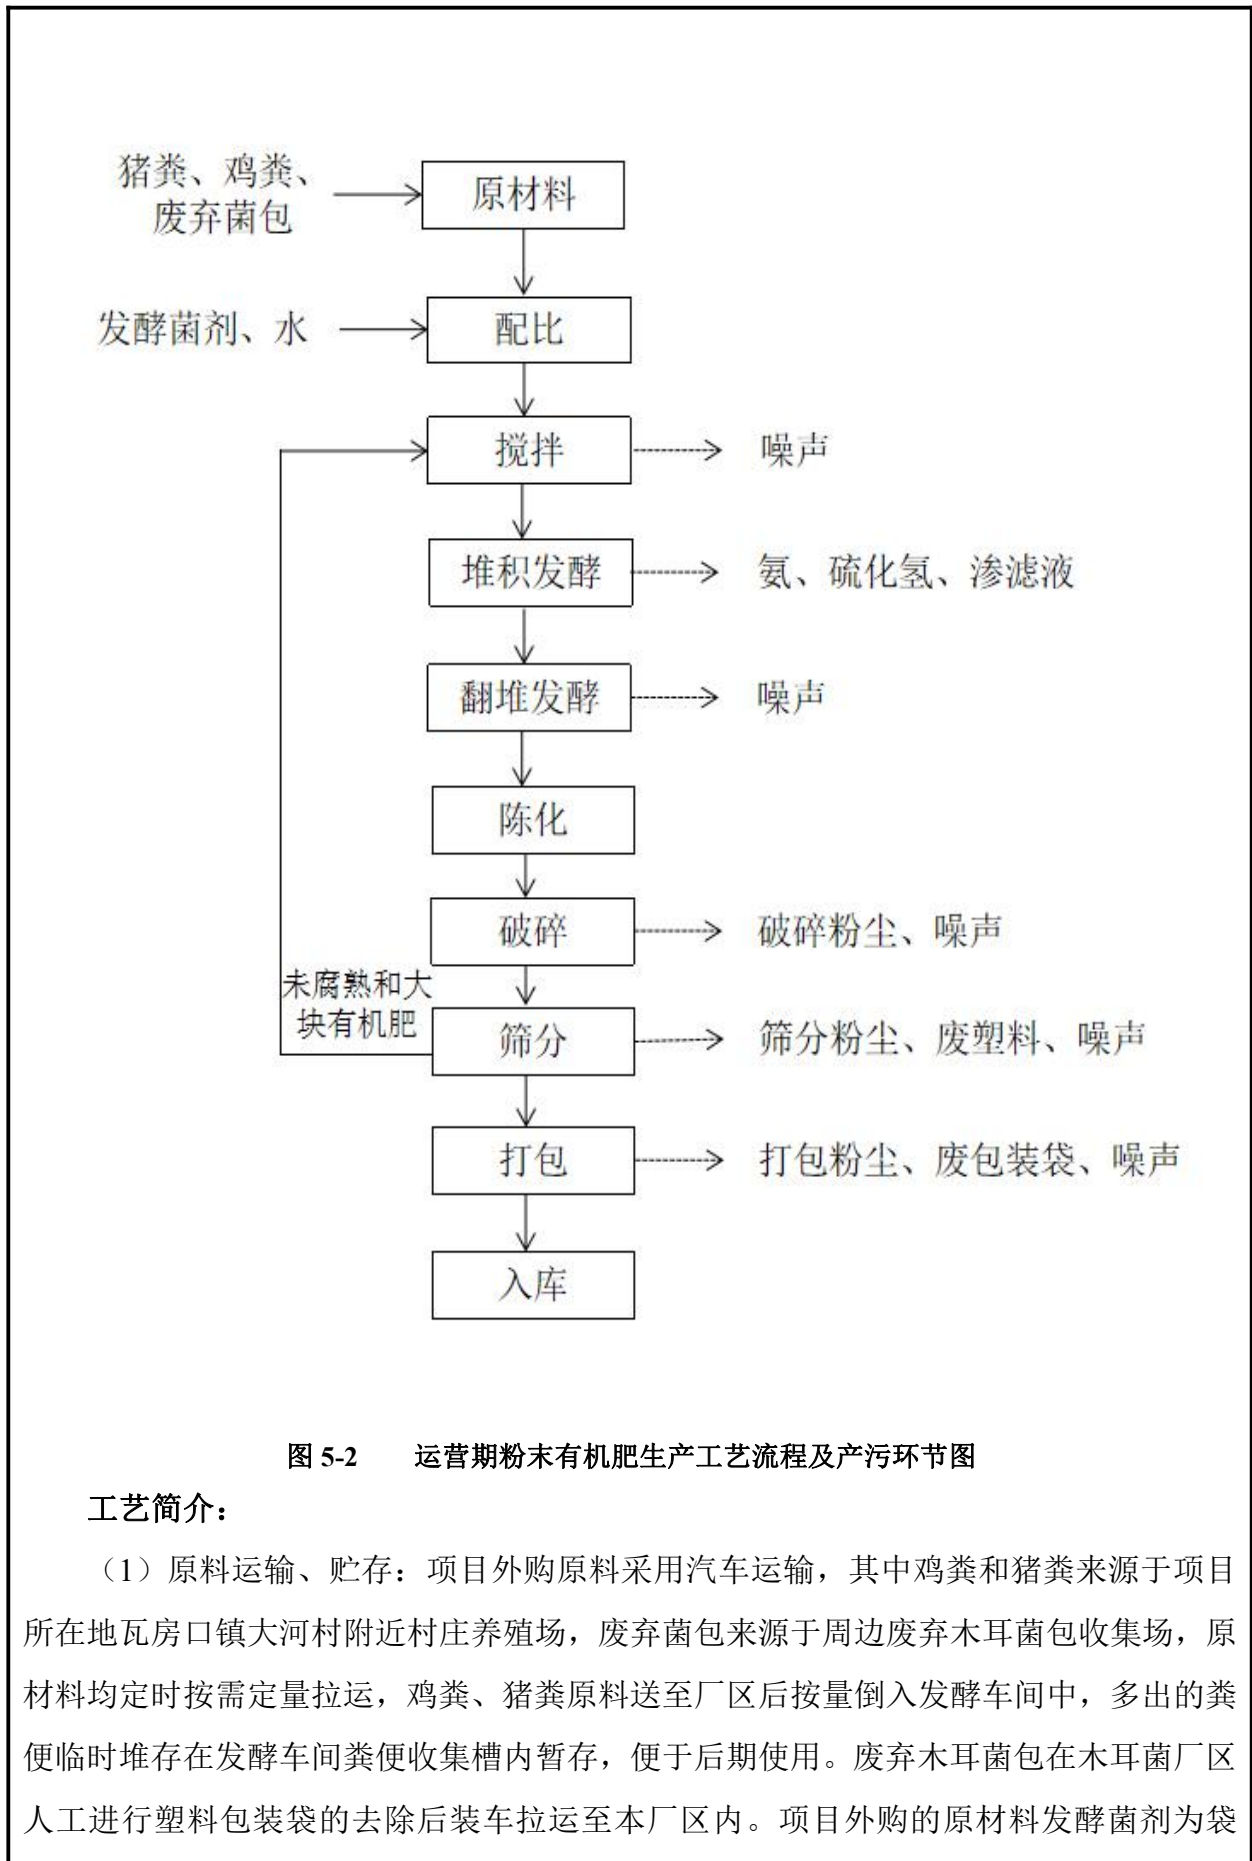 猪粪、鸡粪、
废弃菌包
原材料
发酵菌剂、水
配比
搅拌
噪声
堆积发酵
氨、硫化氢、渗滤液
翻堆发酵
噪声
陈化
破碎
破碎粉尘、噪声
未腐熟和大
块有机肥
筛分
筛分粉尘、废塑料、噪声
打包
打包粉尘、废包装袋、噪声
入库
图 5-2 运营期粉末有机肥生产工艺流程及产污环节图
工艺简介：
（1）原料运输、贮存：项目外购原料采用汽车运输，其中鸡粪和猪粪来源于项目
所在地瓦房口镇大河村附近村庄养殖场，废弃菌包来源于周边废弃木耳菌包收集场，原
材料均定时按需定量拉运，鸡粪、猪粪原料送至厂区后按量倒入发酵车间中，多出的粪
便临时堆存在发酵车间粪便收集槽内暂存，便于后期使用。废弃木耳菌包在木耳菌厂区
人工进行塑料包装袋的去除后装车拉运至本厂区内。项目外购的原材料发酵菌剂为袋